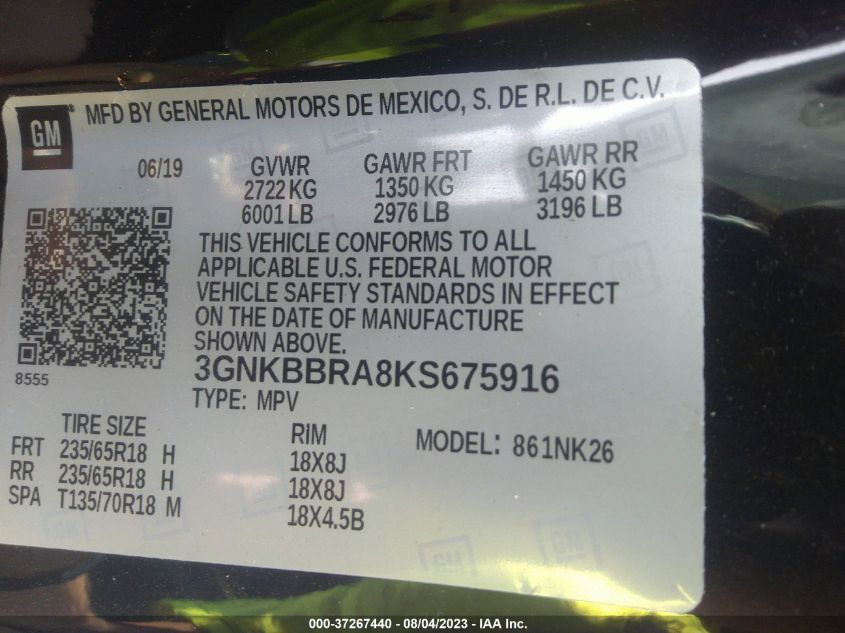 GM ® MFD BY GENERAL MOTORS DE MEXICO, S. DE R.L. DE C.V.
06/19 GVWR GAWR FRT GAWR RR
2722 KG 1350 KG 1450 KG
6001 LB 2976 LB 3196 LB
THIS VEHICLE CONFORMS TO ALL
APPLICABLE U.S. FEDERAL MOTOR
VEHICLE SAFETY STANDARDS IN EFFECT
ON THE DATE OF MANUFACTURE
SHOWN ABOVE.
8555 3GNKBBRA8KS675916
TYPE: MPV
TIRE SIZE RIM MODEL: 861NK26
FRT 235/65R18 H 18X8J
RR 235/65R18 H 18X8J
SPA T135/70R18 M 18X4.5B
000-37267440 - 08/04/2023 - IAA Inc.